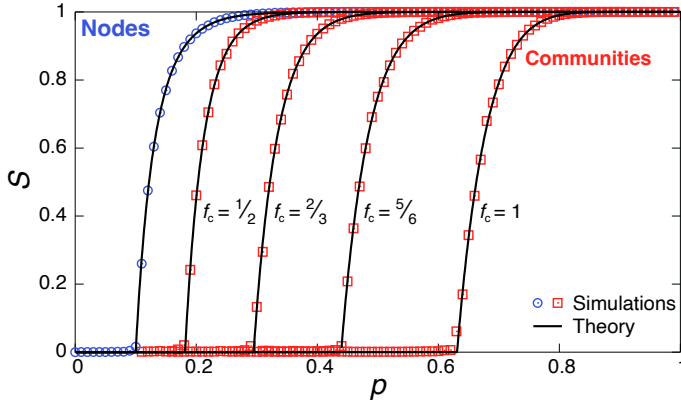 Nodes
Communities
1
0.8
0.6
0.4
0.2
0
S
f_c = 1/2
f_c = 2/3
f_c = 5/6
f_c = 1
Simulations
Theory
0
0.2
0.4
0.6
0.8
1
p